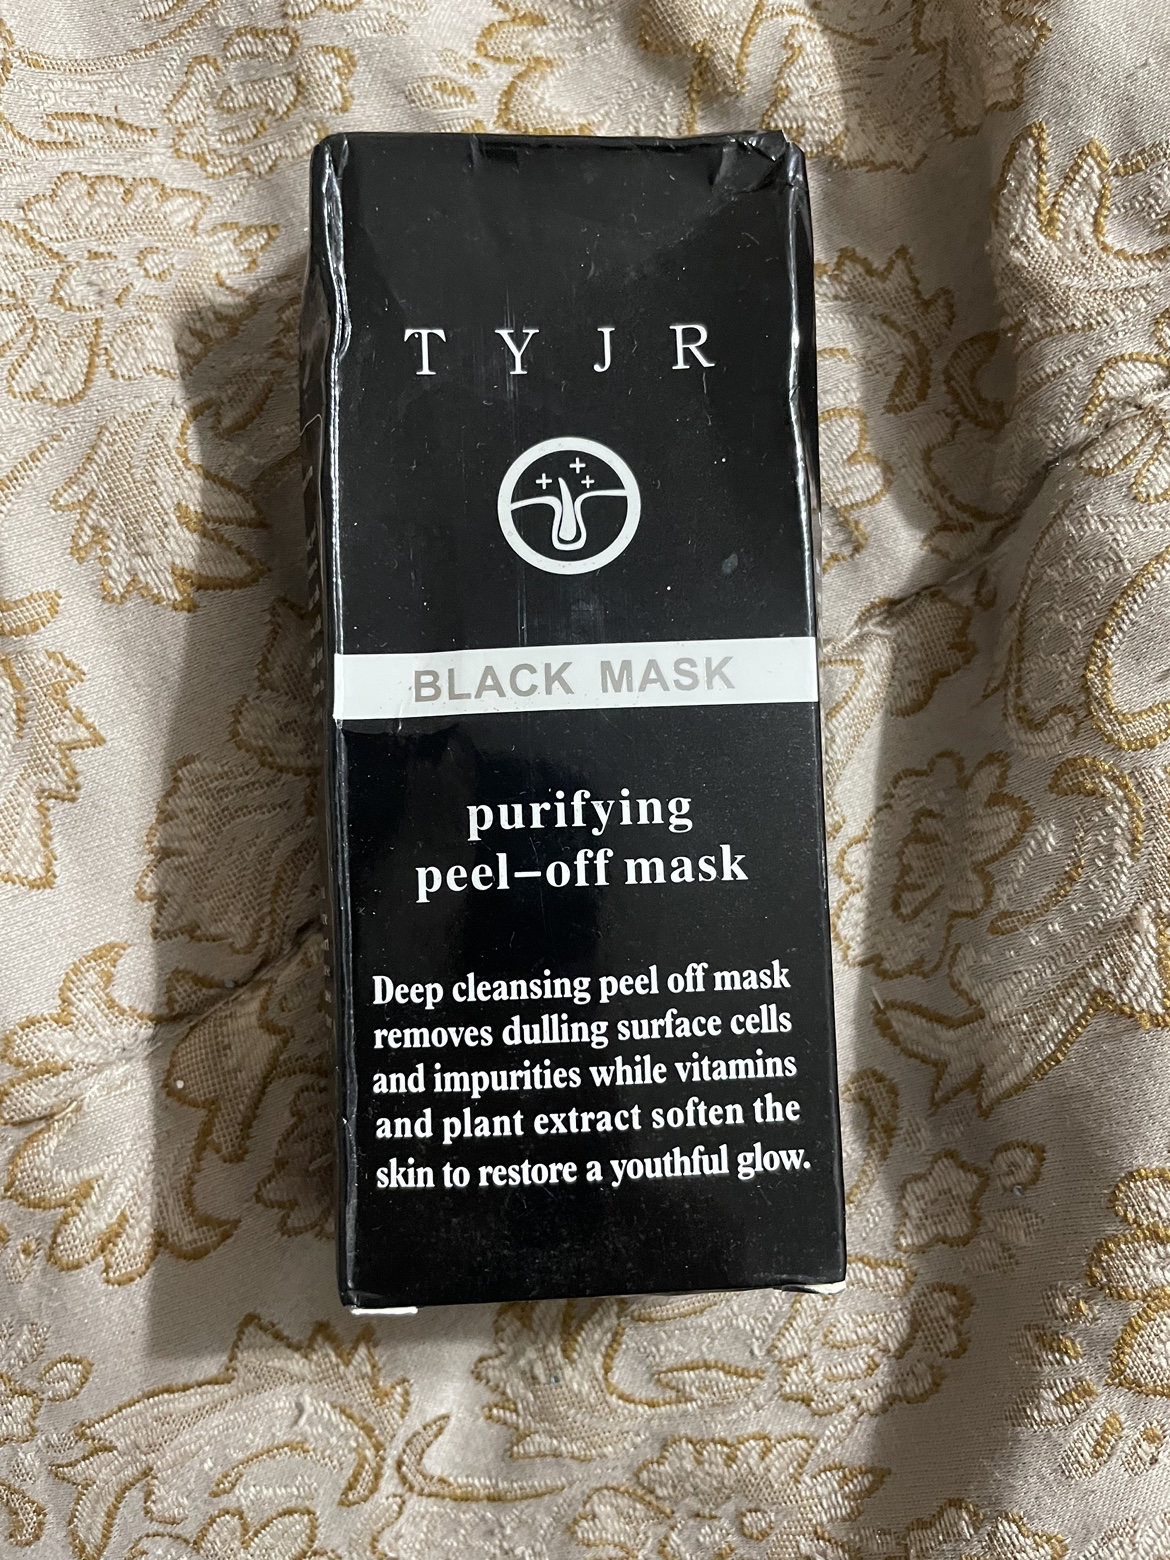 T Y J R
BLACK MASK
purifying
peel–off mask
Deep cleansing peel off mask
removes dulling surface cells
and impurities while vitamins
and plant extract soften the
skin to restore a youthful glow.